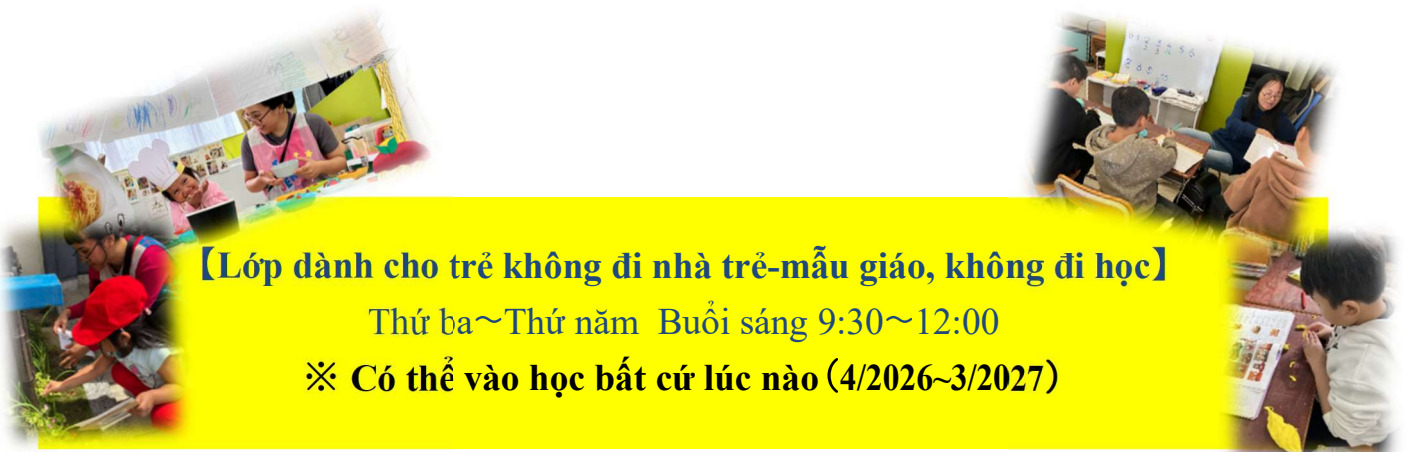 【Lớp dành cho trẻ không đi nhà trẻ-mẫu giáo, không đi học】
Thứ ba～Thứ năm Buổi sáng 9:30～12:00
※ Có thể vào học bất cứ lúc nào（4/2026~3/2027）